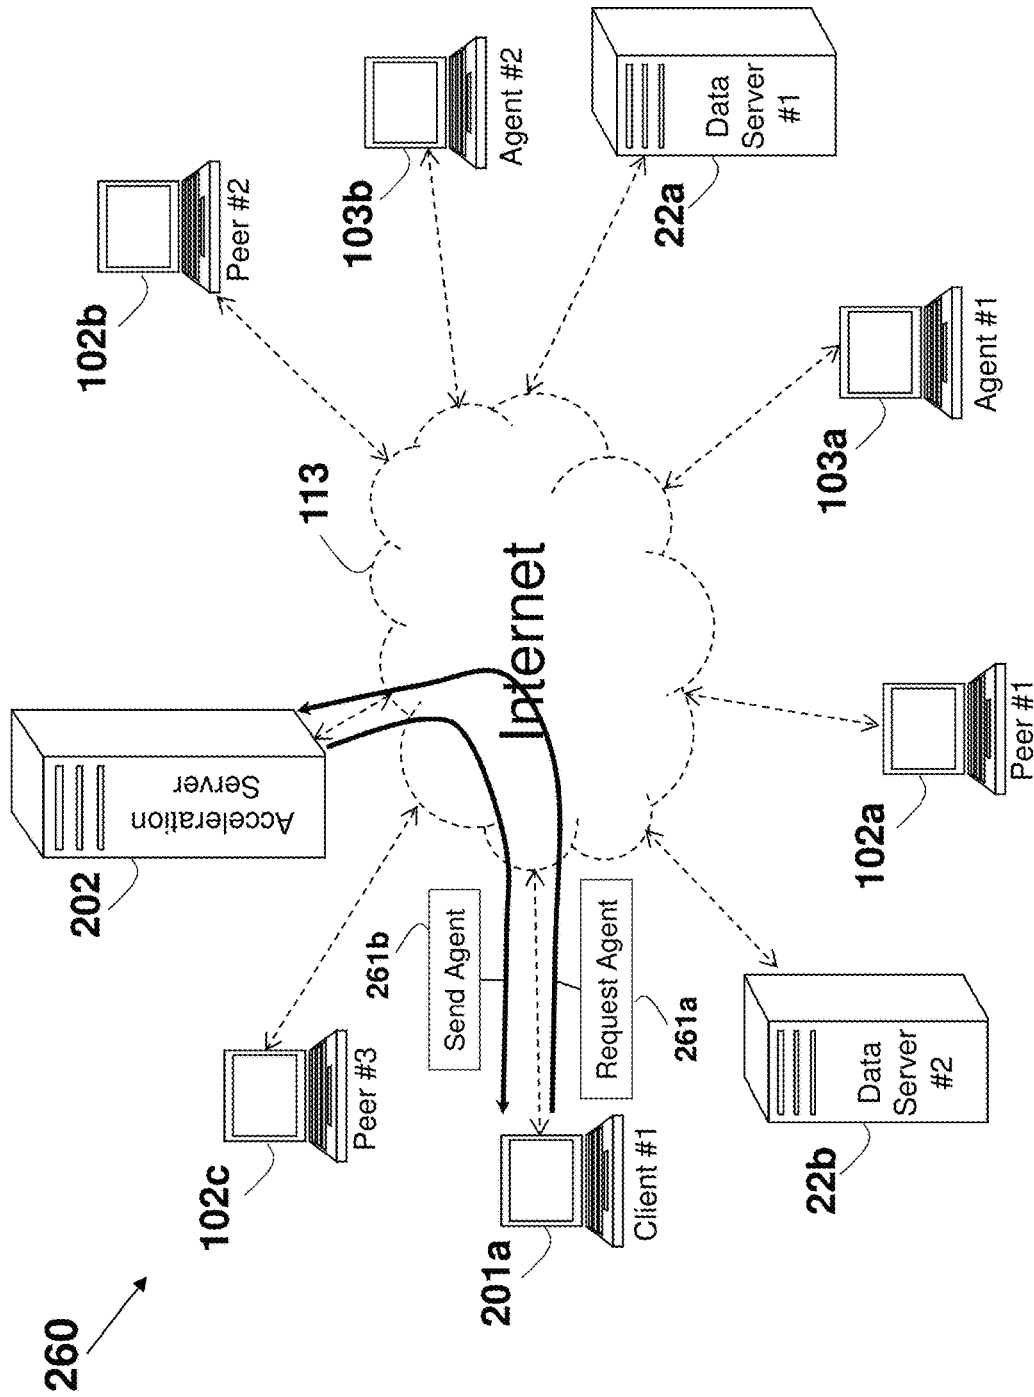 260
202
102b
Acceleration
Server
Peer #2
102c
113
103b
Peer #3
261b
Send Agent
201a
Agent #2
Internet
Request Agent
Client #1
22a
261a
Data
Server
#1
22b
103a
102a
Data
Server
#2
Agent #1
Peer #1